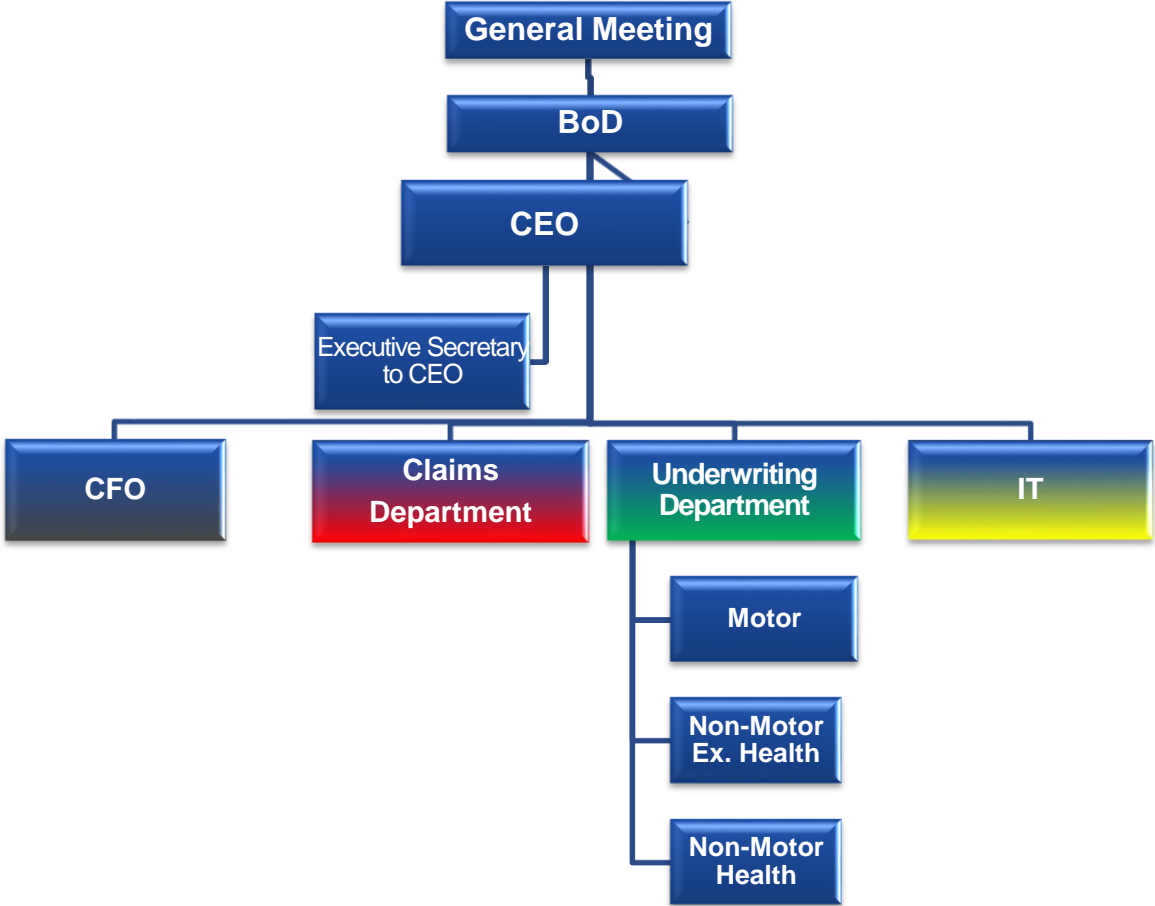 General Meeting
BoD
CEO
Executive Secretary
to CEO
CFO
Claims
Department
Underwriting
Department
IT
Motor
Non-Motor
Ex. Health
Non-Motor
Health